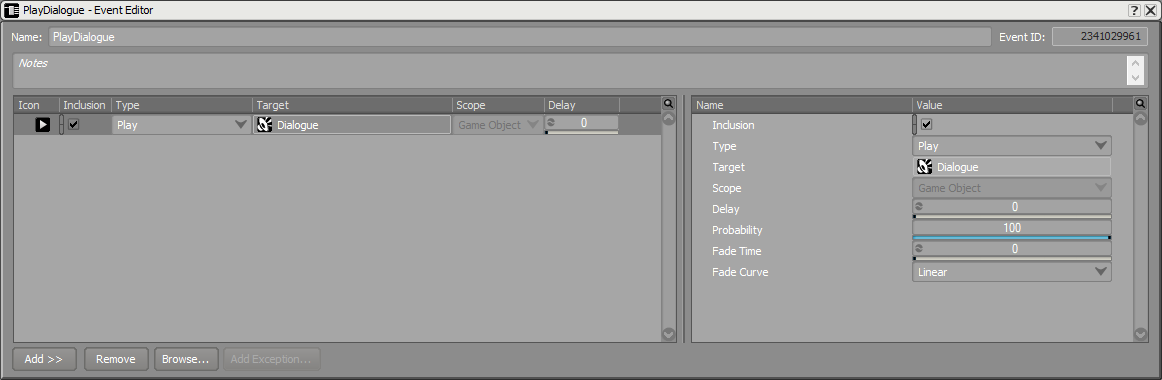 PlayDialogue - Event Editor
Name: PlayDialogue Event ID: 2341029961
Notes
Icon Inclusion Type Target Scope Delay
Play Dialogue Game Object 0
Name Value
Inclusion
Type Play
Target Dialogue
Scope Game Object
Delay 0
Probability 100
Fade Time 0
Fade Curve Linear
Add >> Remove Browse... Add Exception...